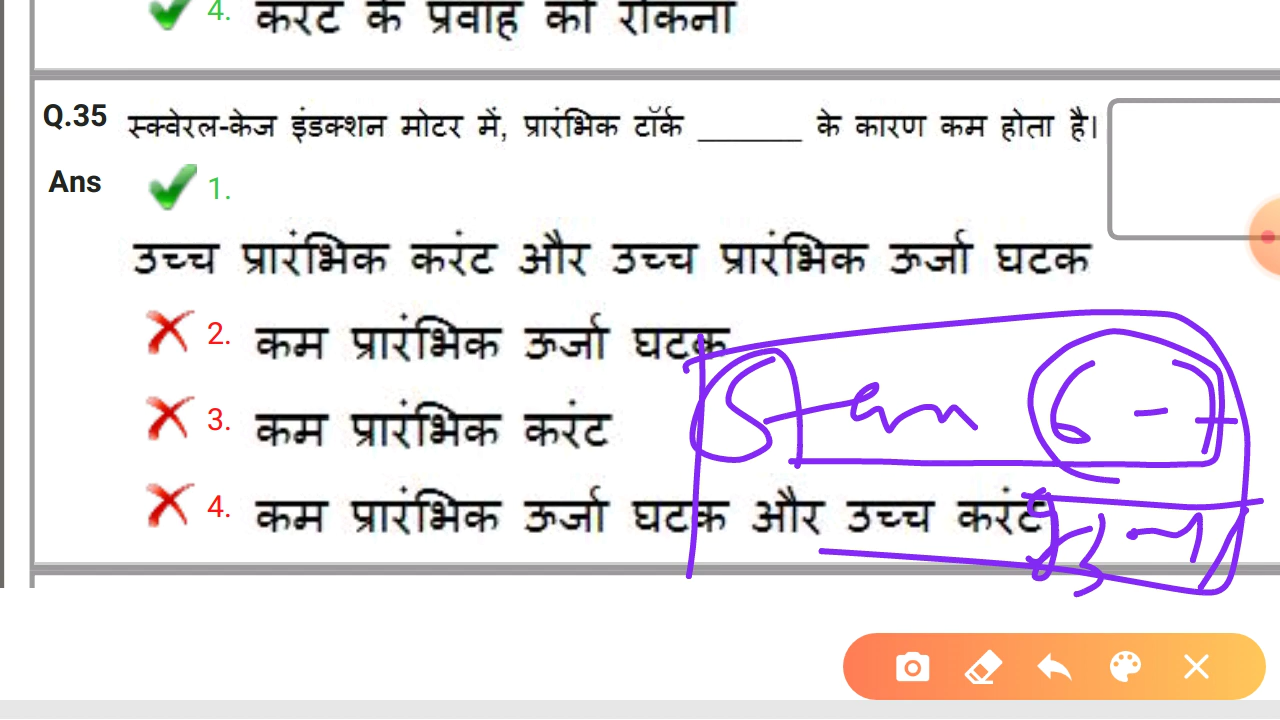 4. करंट के प्रवाह को रोकना
Q.35 स्क्वेरल-केज इंडक्शन मोटर में, प्रारंभिक टॉर्क _______ के कारण कम होता है।
Ans 1.
उच्च प्रारंभिक करंट और उच्च प्रारंभिक ऊर्जा घटक
2. कम प्रारंभिक ऊर्जा घटक
3. कम प्रारंभिक करंट
4. कम प्रारंभिक ऊर्जा घटक और उच्च करंट